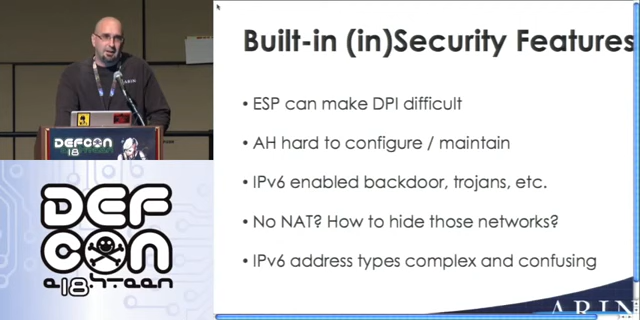 Built-in (in)Security Features
• ESP can make DPI difficult
• AH hard to configure / maintain
• IPv6 enabled backdoor, trojans, etc.
• No NAT? How to hide those networks?
• IPv6 address types complex and confusing
ARIN
DEFCON
18
DEF
CON
e18hteen
ARIN